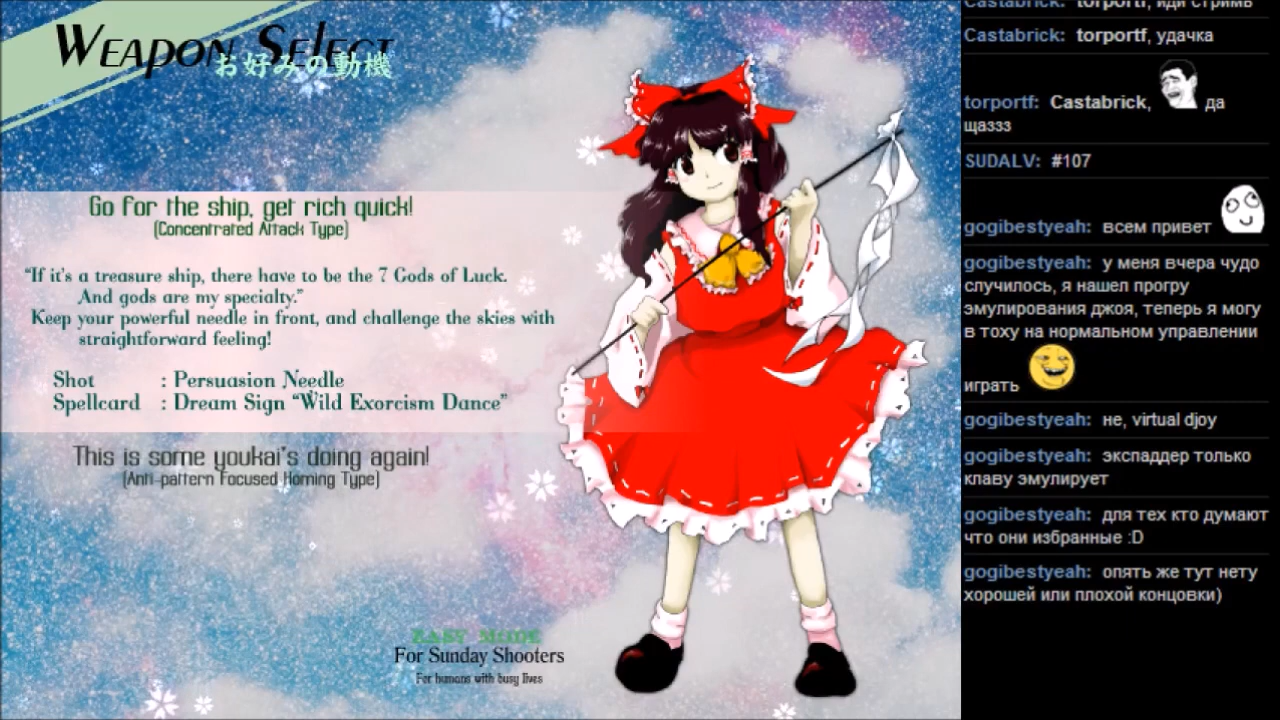 Weapon Select
お好みの動機
Go for the ship, get rich quick!
(Concentrated Attack Type)
“If it's a treasure ship, there have to be the 7 Gods of Luck.
And gods are my specialty.”
Keep your powerful needle in front, and challenge the skies with
straightforward feeling!
Shot : Persuasion Needle
Spellcard : Dream Sign “Wild Exorcism Dance”
This is some youkai's doing again!
(Anti-pattern Focused Homing Type)
EASY MODE
For Sunday Shooters
For humans with busy lives
Castabrick: torportf, иди стримь
Castabrick: torportf, удачка
torportf: Castabrick, да
щаззз
SUDALV: #107
gogibestyeah: всем привет
gogibestyeah: у меня вчера чудо
случилось, я нашел прогру
эмулирования джоя, теперь я могу
в тоху на нормальном управлении
играть
gogibestyeah: не, virtual djoy
gogibestyeah: экспаддер только
клаву эмулирует
gogibestyeah: для тех кто думают
что они избранные :D
gogibestyeah: опять же тут нету
хорошей или плохой концовки)